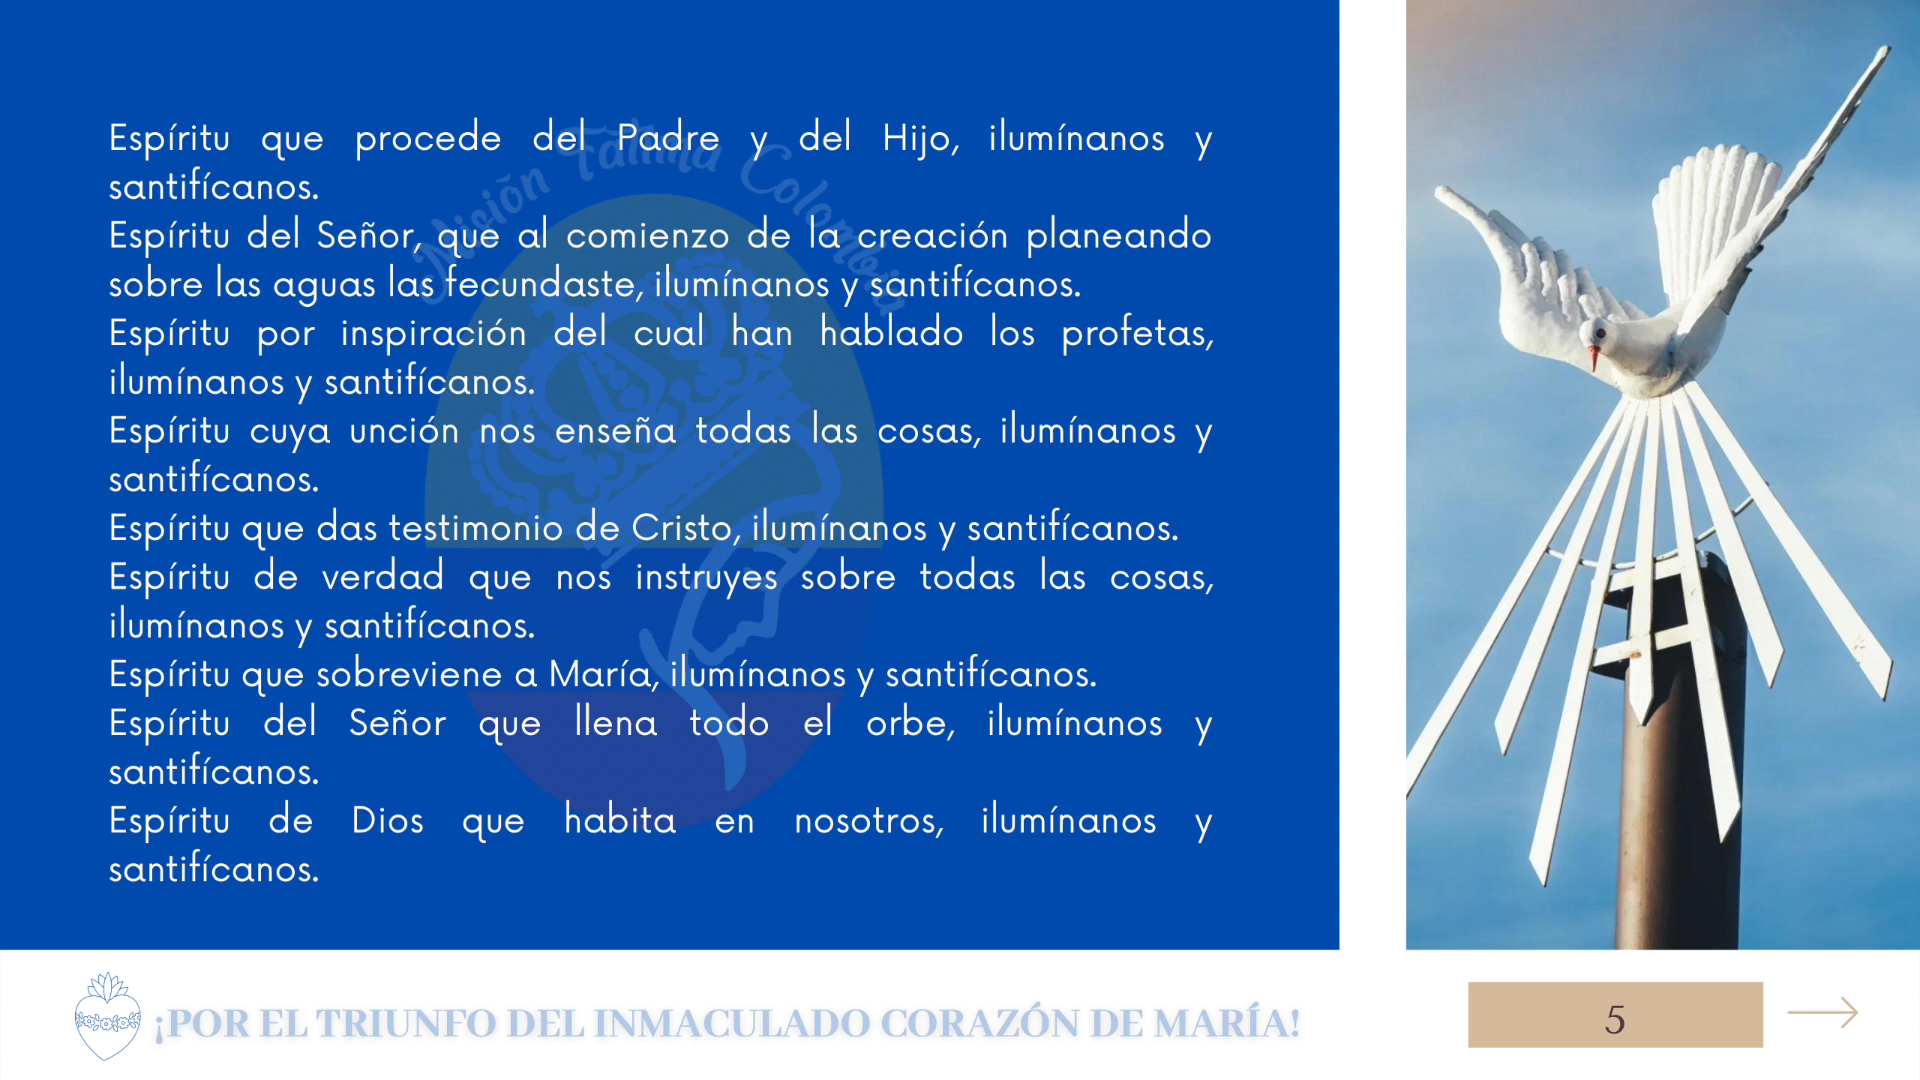 Espíritu que procede del Padre y del Hijo, ilumínanos y
santifícanos.
Espíritu del Señor, que al comienzo de la creación planeando
sobre las aguas las fecundaste, ilumínanos y santifícanos.
Espíritu por inspiración del cual han hablado los profetas,
ilumínanos y santifícanos.
Espíritu cuya unción nos enseña todas las cosas, ilumínanos y
santifícanos.
Espíritu que das testimonio de Cristo, ilumínanos y santifícanos.
Espíritu de verdad que nos instruyes sobre todas las cosas,
ilumínanos y santifícanos.
Espíritu que sobreviene a María, ilumínanos y santifícanos.
Espíritu del Señor que llena todo el orbe, ilumínanos y
santifícanos.
Espíritu de Dios que habita en nosotros, ilumínanos y
santifícanos.
Misión Fátima Colombia
¡POR EL TRIUNFO DEL INMACULADO CORAZÓN DE MARÍA!
5